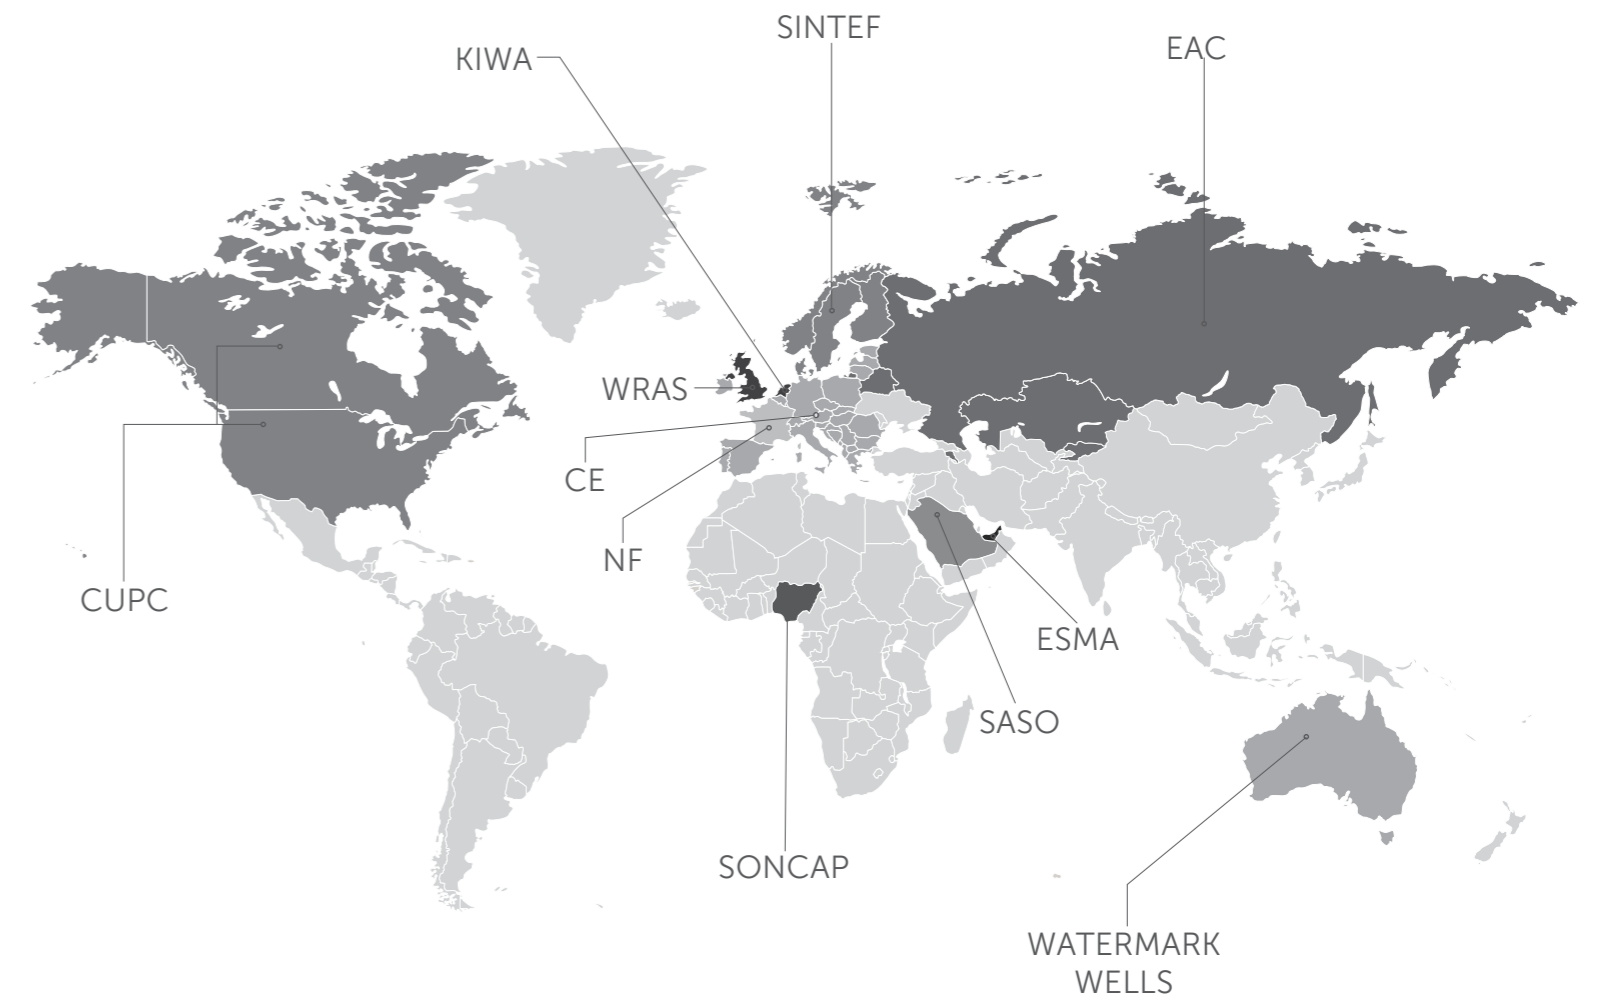 SINTEF
KIWA
EAC
WRAS
CE
NF
CUPC
ESMA
SASO
SONCAP
WATERMARK
WELLS